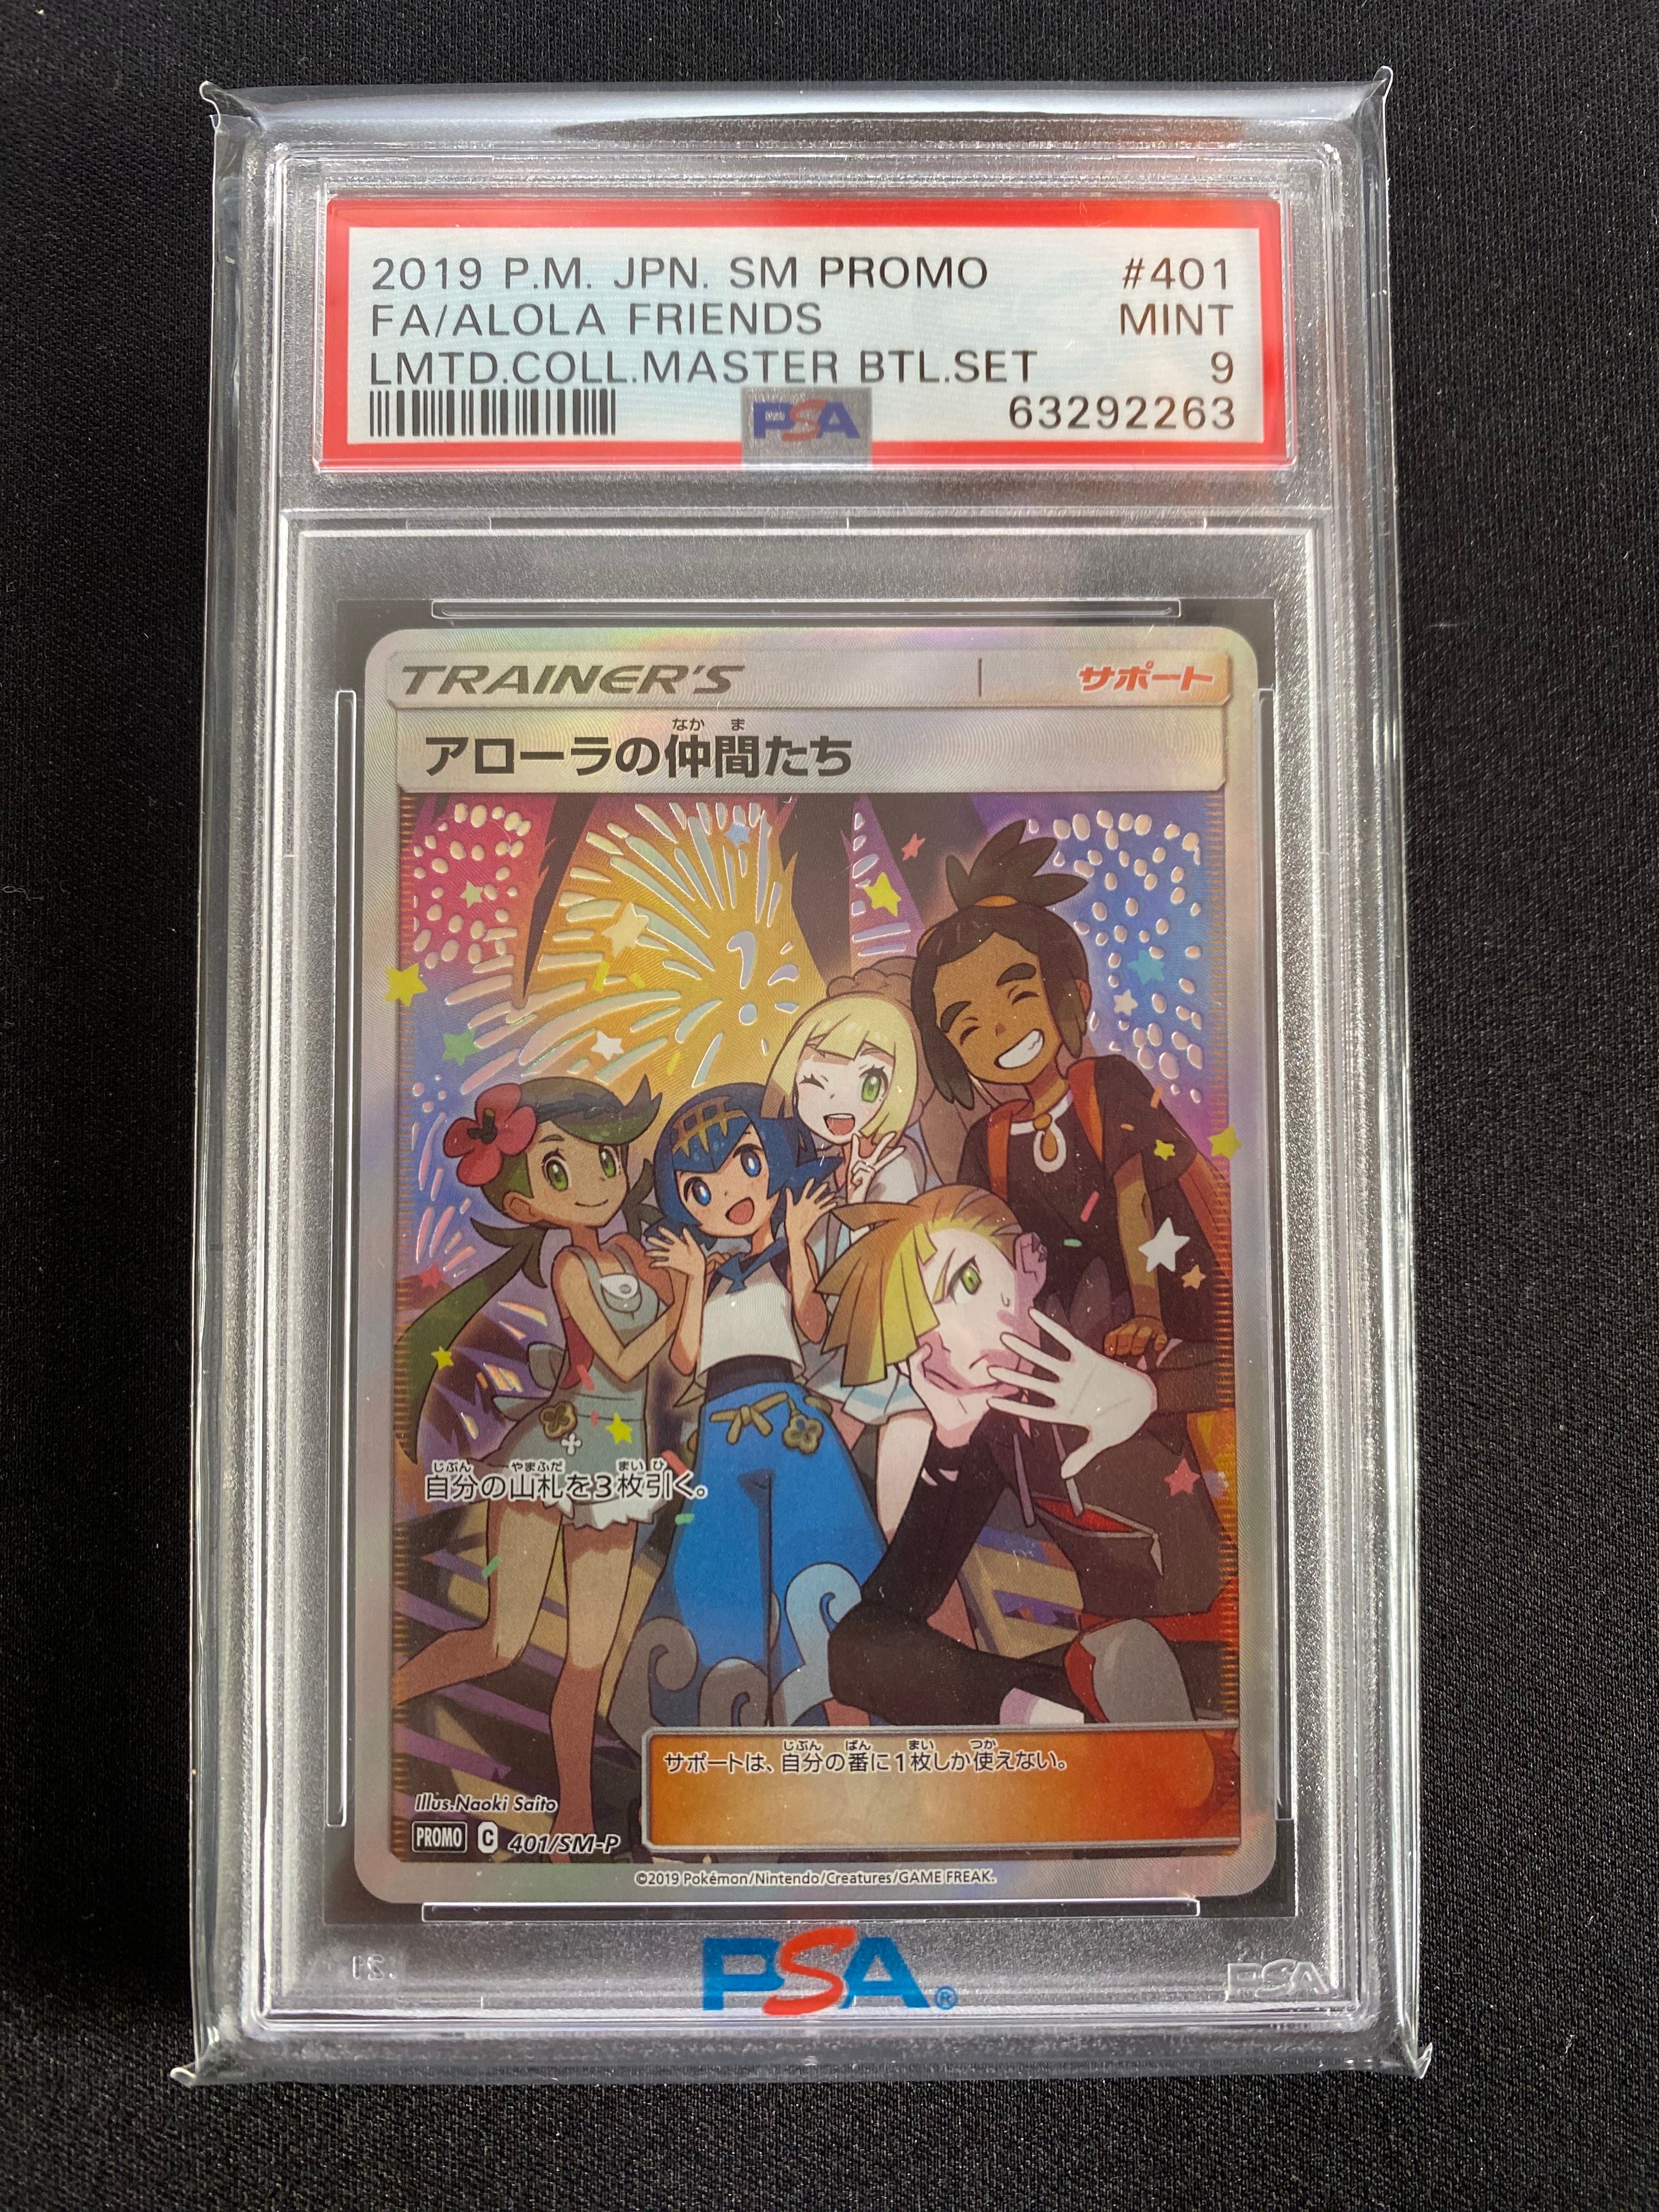 2019 P.M. JPN. SM PROMO #401
FA/ALOLA FRIENDS MINT
LMTD.COLL.MASTER BTL.SET 9
PSA 63292263
TRAINER'S サポート
なかま
アローラの仲間たち
じぶん やまふだ まい ひ
自分の山札を3枚引く。
じぶん ばん まい つか
サポートは、自分の番に1枚しか使えない。
Illus.Naoki Saito
PROMO C 401/SM-P
©2019 Pokémon/Nintendo/Creatures/GAME FREAK.
PSA®
PSA